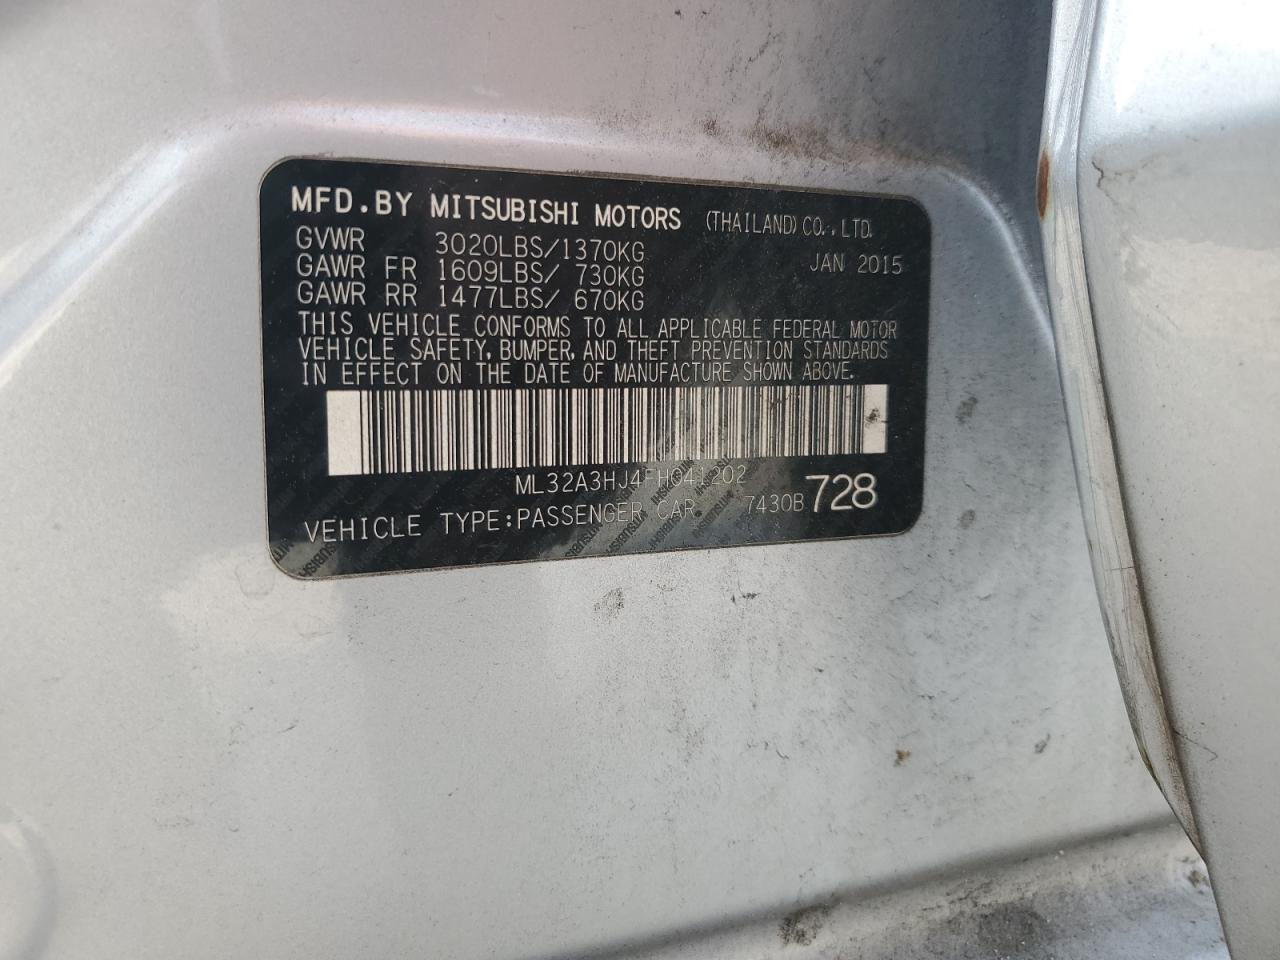 MFD.BY MITSUBISHI MOTORS (THAILAND) CO.,LTD.
GVWR 3020LBS/1370KG JAN 2015
GAWR FR 1609LBS/ 730KG
GAWR RR 1477LBS/ 670KG
THIS VEHICLE CONFORMS TO ALL APPLICABLE FEDERAL MOTOR
VEHICLE SAFETY, BUMPER, AND THEFT PREVENTION STANDARDS
IN EFFECT ON THE DATE OF MANUFACTURE SHOWN ABOVE.
ML32A3HJ4FH041202
VEHICLE TYPE:PASSENGER CAR 7430B 728